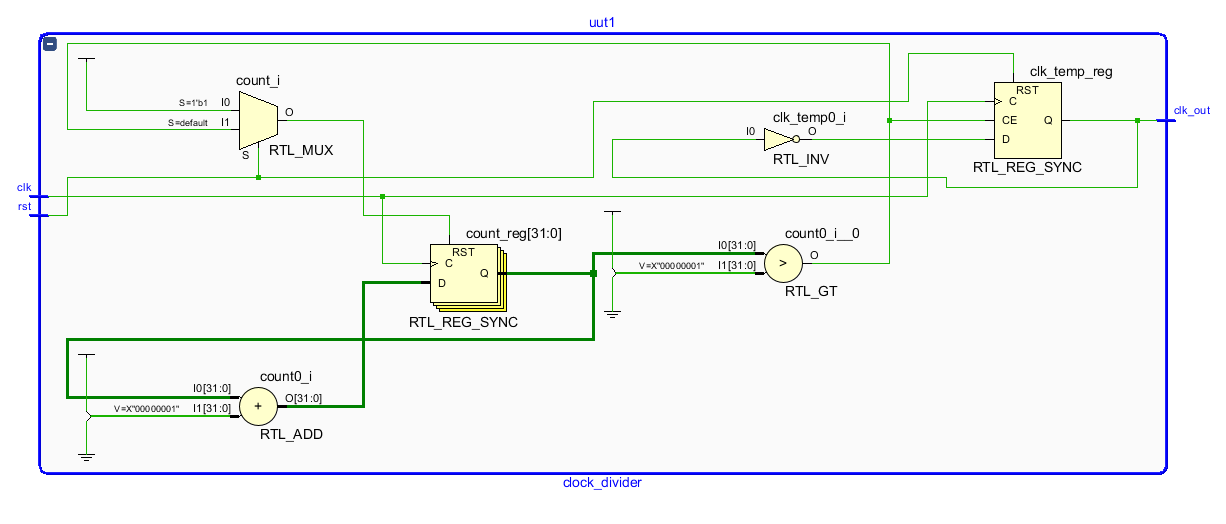 uut1
count_i
S=1'b1 I0
S=default I1
O
S
RTL_MUX
clk_temp_reg
RST
C
CE
D
Q
RTL_REG_SYNC
clk_out
clk_temp0_i
I0
O
RTL_INV
clk
rst
count_reg[31:0]
RST
C
D
Q
RTL_REG_SYNC
count0_i__0
I0[31:0]
V=X"00000001" I1[31:0]
>
O
RTL_GT
count0_i
I0[31:0]
V=X"00000001" I1[31:0]
+
O[31:0]
RTL_ADD
clock_divider